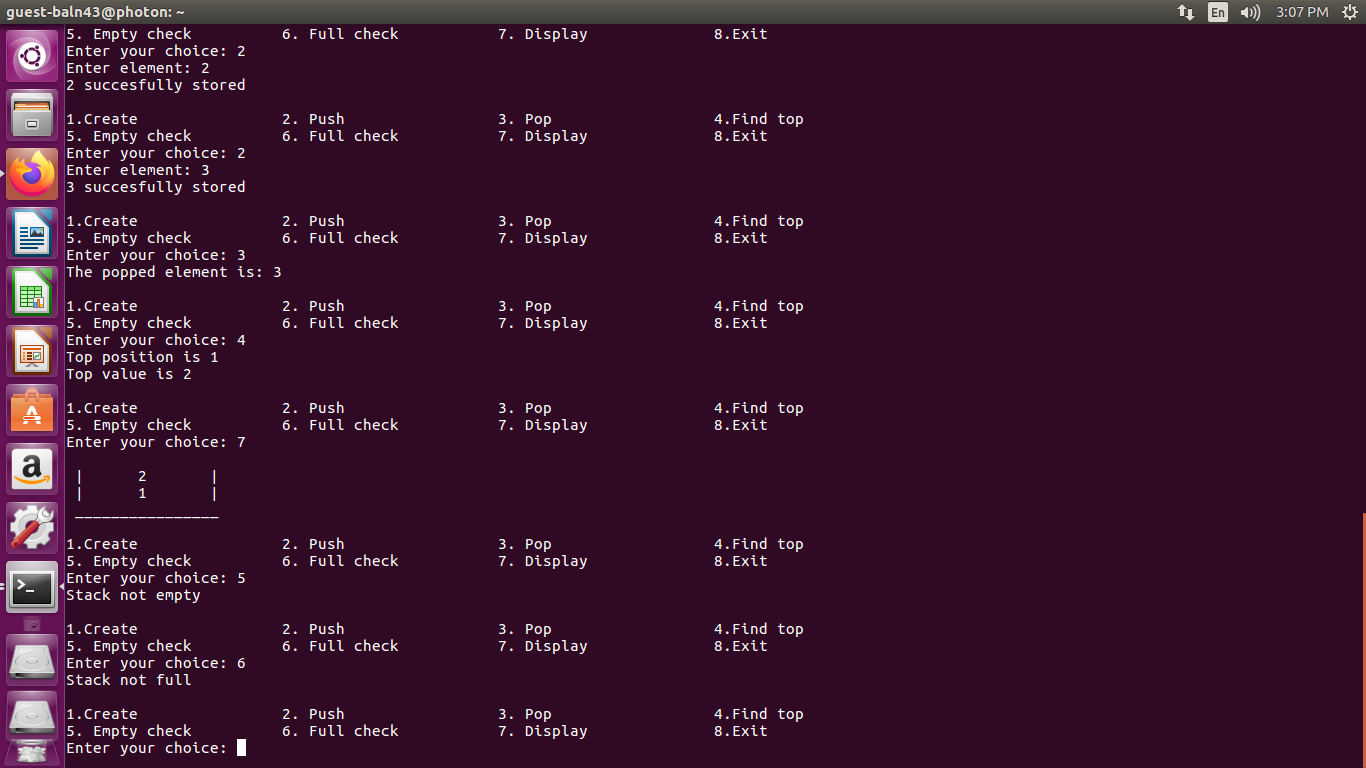 guest-baln43@photon: ~ En 3:07 PM
5. Empty check 6. Full check 7. Display 8.Exit
Enter your choice: 2
Enter element: 2
2 succesfully stored
1.Create 2. Push 3. Pop 4.Find top
5. Empty check 6. Full check 7. Display 8.Exit
Enter your choice: 2
Enter element: 3
3 succesfully stored
1.Create 2. Push 3. Pop 4.Find top
5. Empty check 6. Full check 7. Display 8.Exit
Enter your choice: 3
The popped element is: 3
1.Create 2. Push 3. Pop 4.Find top
5. Empty check 6. Full check 7. Display 8.Exit
Enter your choice: 4
Top position is 1
Top value is 2
1.Create 2. Push 3. Pop 4.Find top
5. Empty check 6. Full check 7. Display 8.Exit
Enter your choice: 7
| 2 |
| 1 |
________________
1.Create 2. Push 3. Pop 4.Find top
5. Empty check 6. Full check 7. Display 8.Exit
Enter your choice: 5
Stack not empty
1.Create 2. Push 3. Pop 4.Find top
5. Empty check 6. Full check 7. Display 8.Exit
Enter your choice: 6
Stack not full
1.Create 2. Push 3. Pop 4.Find top
5. Empty check 6. Full check 7. Display 8.Exit
Enter your choice: